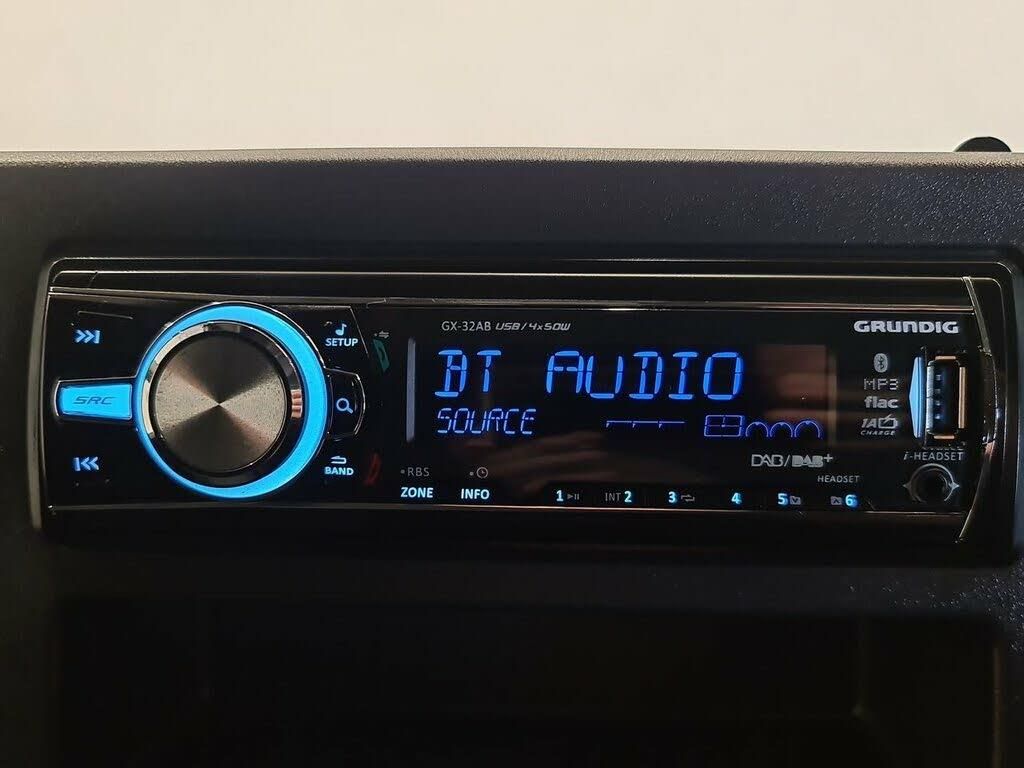 GX-32AB USB/4x50W
GRUNDIG
SETUP
SRC
BT AUDIO
SOURCE
MP3
flac
1A
CHARGE
BAND
RBS
DAB/DAB+
i-HEADSET
HEADSET
ZONE INFO 1 INT 2 3 4 5 6